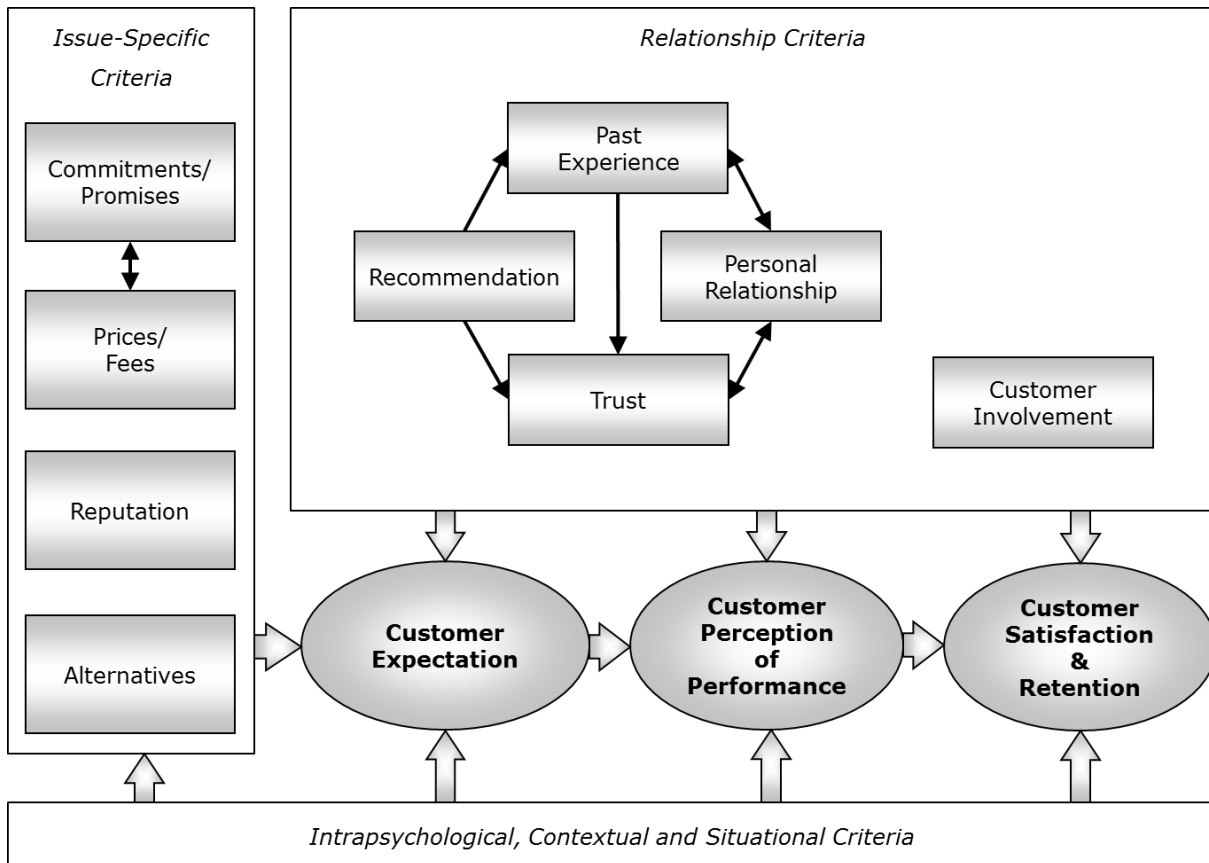 Issue-Specific
Criteria
Commitments/
Promises
Prices/
Fees
Reputation
Alternatives
Relationship Criteria
Past
Experience
Recommendation
Personal
Relationship
Trust
Customer
Involvement
Customer
Expectation
Customer
Perception
of
Performance
Customer
Satisfaction
&
Retention
Intrapsychological, Contextual and Situational Criteria